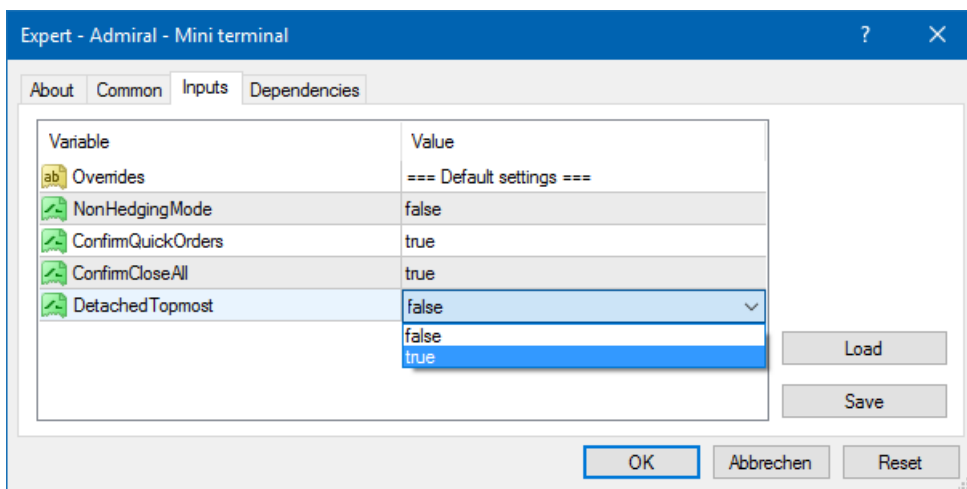 Expert - Admiral - Mini terminal ?
About Common Inputs Dependencies
Variable Value
ab Overrides === Default settings ===
NonHedgingMode false
ConfirmQuickOrders true
ConfirmCloseAll true
DetachedTopmost false
false
true
Load
Save
OK Abbrechen Reset